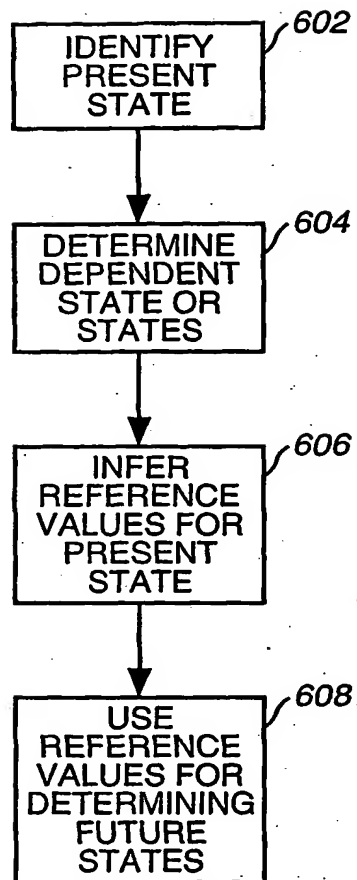 602
IDENTIFY
PRESENT
STATE
604
DETERMINE
DEPENDENT
STATE OR
STATES
606
INFER
REFERENCE
VALUES FOR
PRESENT
STATE
608
USE
REFERENCE
VALUES FOR
DETERMINING
FUTURE
STATES